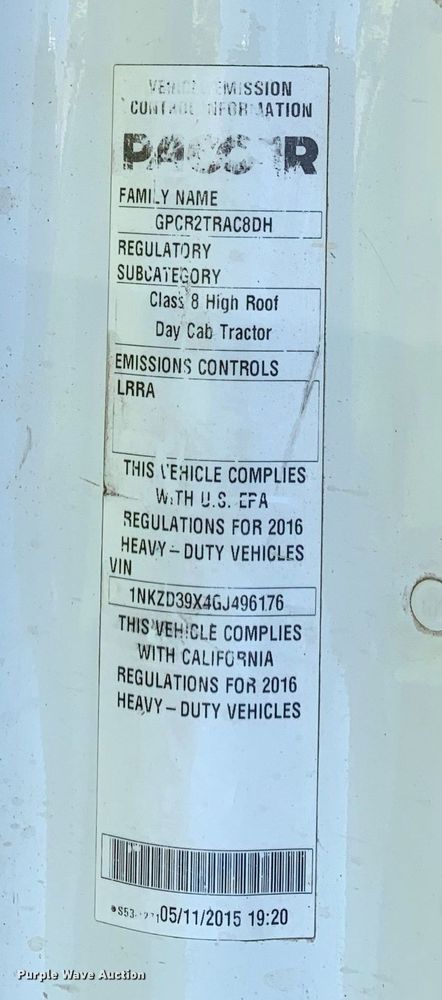 VEHICLE EMISSION
CONTROL INFORMATION
PACCAR
FAMILY NAME
GPCR2TRAC8DH
REGULATORY
SUBCATEGORY
Class 8 High Roof
Day Cab Tractor
EMISSIONS CONTROLS
LRRA
THIS VEHICLE COMPLIES
WITH U.S. EPA
REGULATIONS FOR 2016
HEAVY-DUTY VEHICLES
VIN
1NKZD39X4GJ496176
THIS VEHICLE COMPLIES
WITH CALIFORNIA
REGULATIONS FOR 2016
HEAVY-DUTY VEHICLES
05/11/2015 19:20
Purple Wave Auction